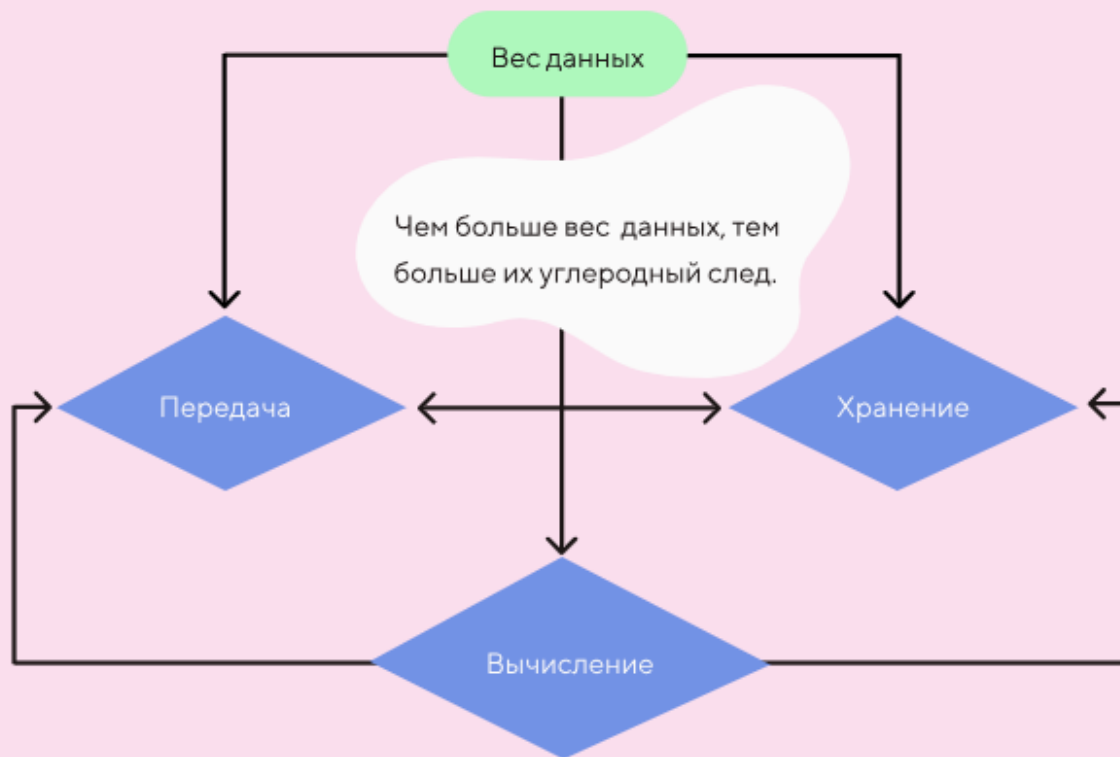 Вес данных
Чем больше вес данных, тем
больше их углеродный след.
Передача
Хранение
Вычисление